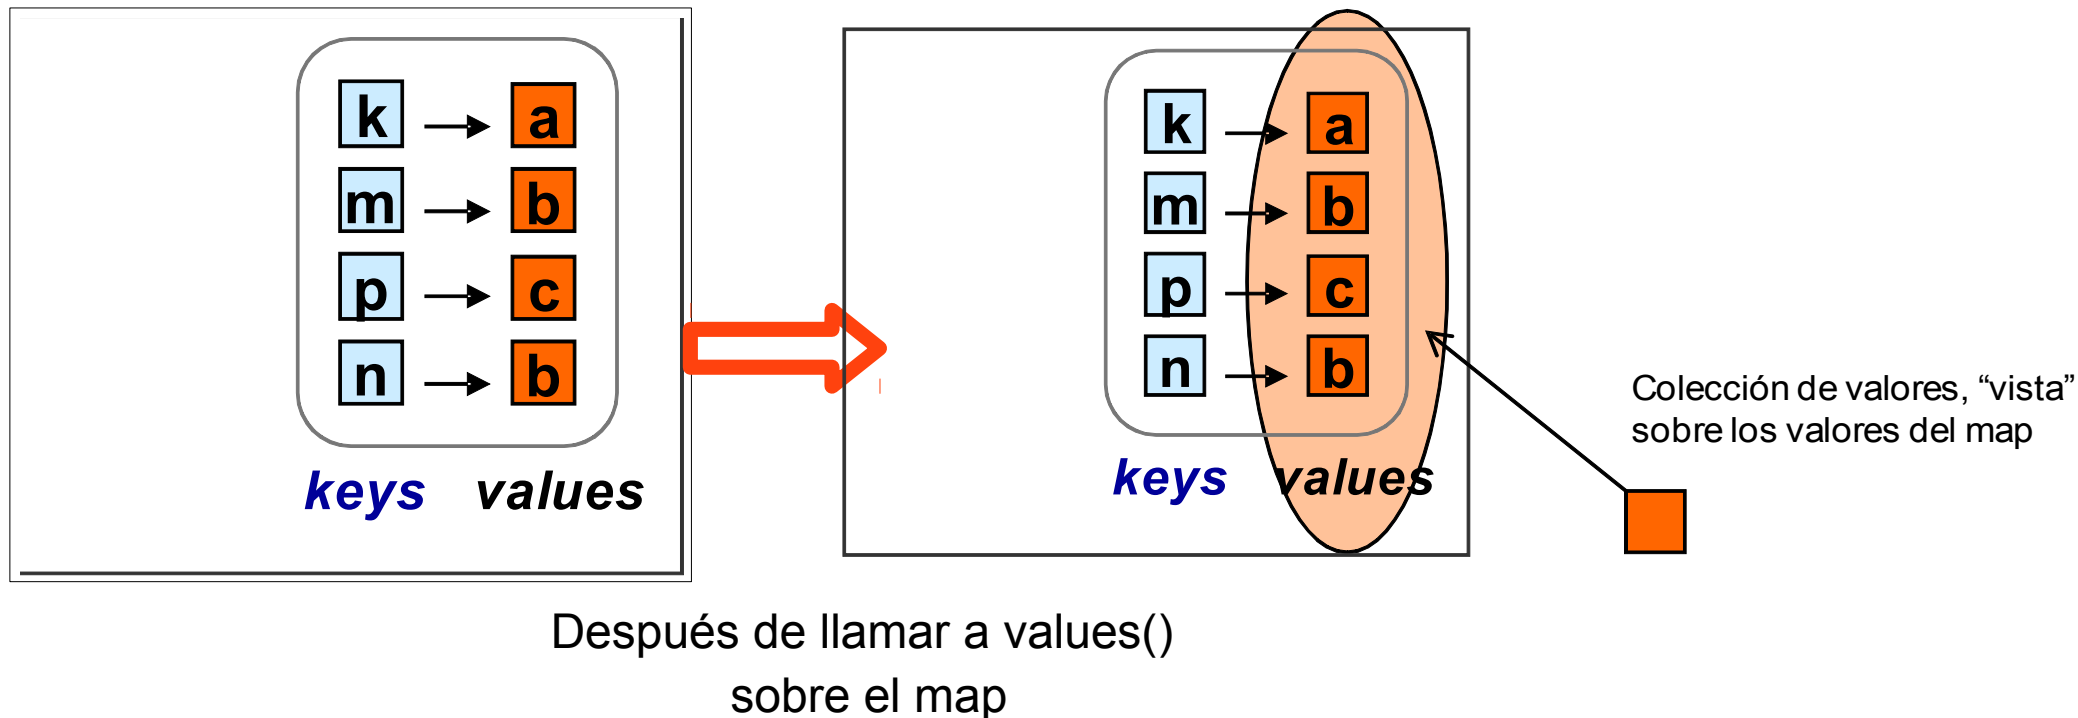 k a
m b
p c
n b
keys values
k a
m b
p c
n b
keys values
Colección de valores, “vista”
sobre los valores del map
Después de llamar a values()
sobre el map